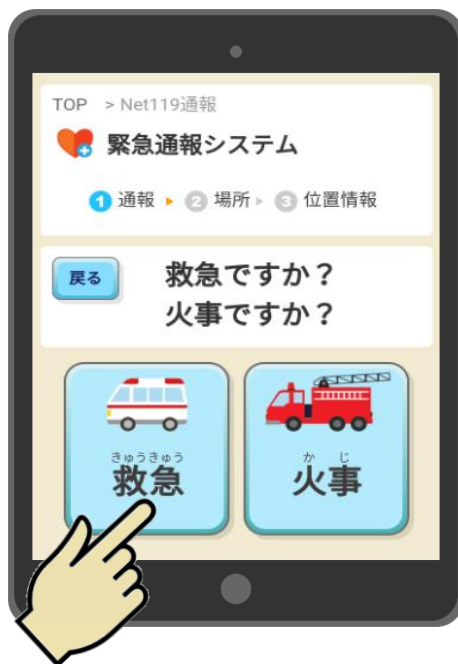 TOP > Net119通報
緊急通報システム
1 通報 ▶ 2 場所 ▶ 3 位置情報
戻る
救急ですか？
火事ですか？
きゅうきゅう
救急
かじ
火事